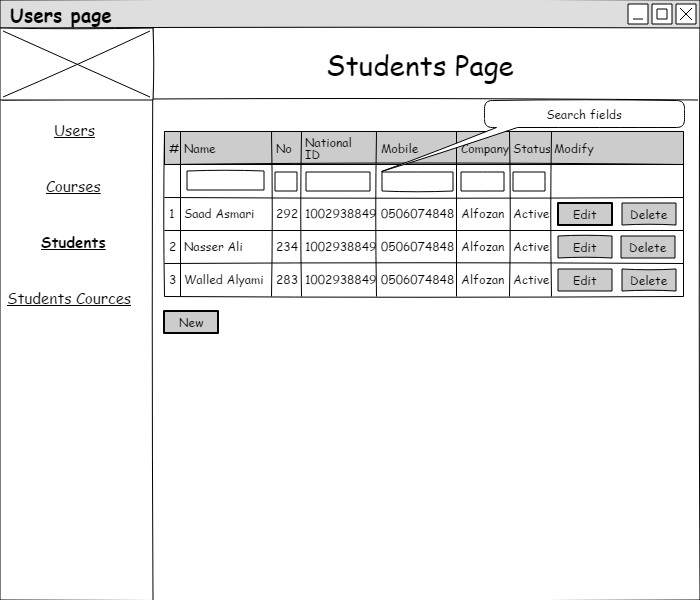 Users page
Students Page
Users
Courses
Students
Students Cources
Search fields
# Name No National ID Mobile Company Status Modify
1 Saad Asmari 292 1002938849 0506074848 Alfozan Active Edit Delete
2 Nasser Ali 234 1002938849 0506074848 Alfozan Active Edit Delete
3 Walled Alyami 283 1002938849 0506074848 Alfozan Active Edit Delete
New